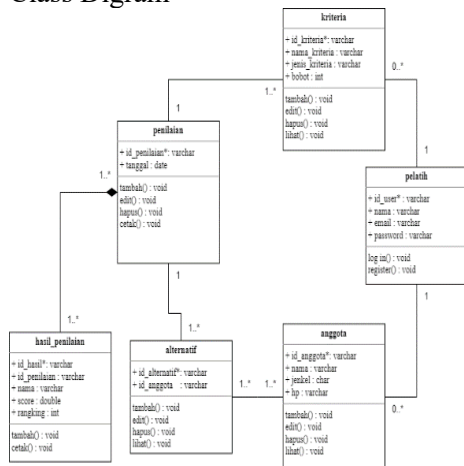 Class Digram
kriteria
+ id_kriteria*: varchar
+ nama_kriteria : varchar
+ jenis_kriteria : varchar
+ bobot : int
tambah() : void
edit() : void
hapus() : void
lihat() : void
1..*
0..*
1
1
penilaian
+ id_penilaian*: varchar
+ tanggal : date
tambah() : void
edit() : void
hapus() : void
cetak() : void
1..*
1
pelatih
+ id_user* : varchar
+ nama : varchar
+ email : varchar
+ password : varchar
log in() : void
register() : void
1
1..*
1..*
0..*
hasil_penilaian
+ id_hasil*: varchar
+ id_penilaian : varchar
+ nama : varchar
+ score : double
+ rangking : int
tambah() : void
cetak() : void
alternatif
+ id_alternatif*: varchar
+ id_anggota : varchar
tambah() : void
edit() : void
hapus() : void
lihat() : void
1..*
1..*
anggota
+ id_anggota*: varchar
+ nama : varchar
+ jenkel : char
+ hp : varchar
tambah() : void
edit() : void
hapus() : void
lihat() : void